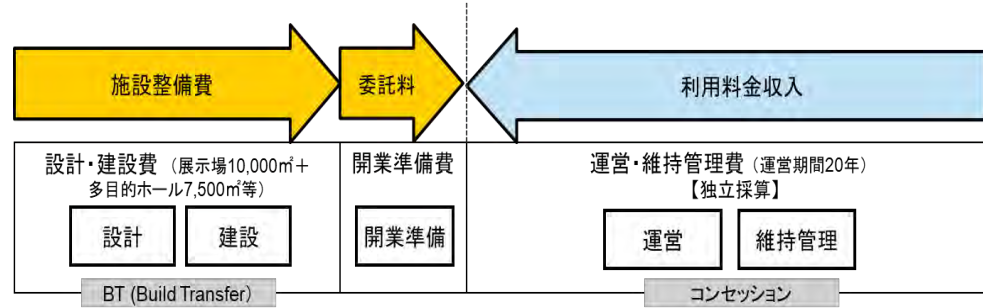 施設整備費
委託料
利用料金収入
設計・建設費 （展示場10,000㎡＋
多目的ホール7,500㎡等）
開業準備費
運営・維持管理費（運営期間20年）
【独立採算】
設計
建設
開業準備
運営
維持管理
BT (Build Transfer）
コンセッション